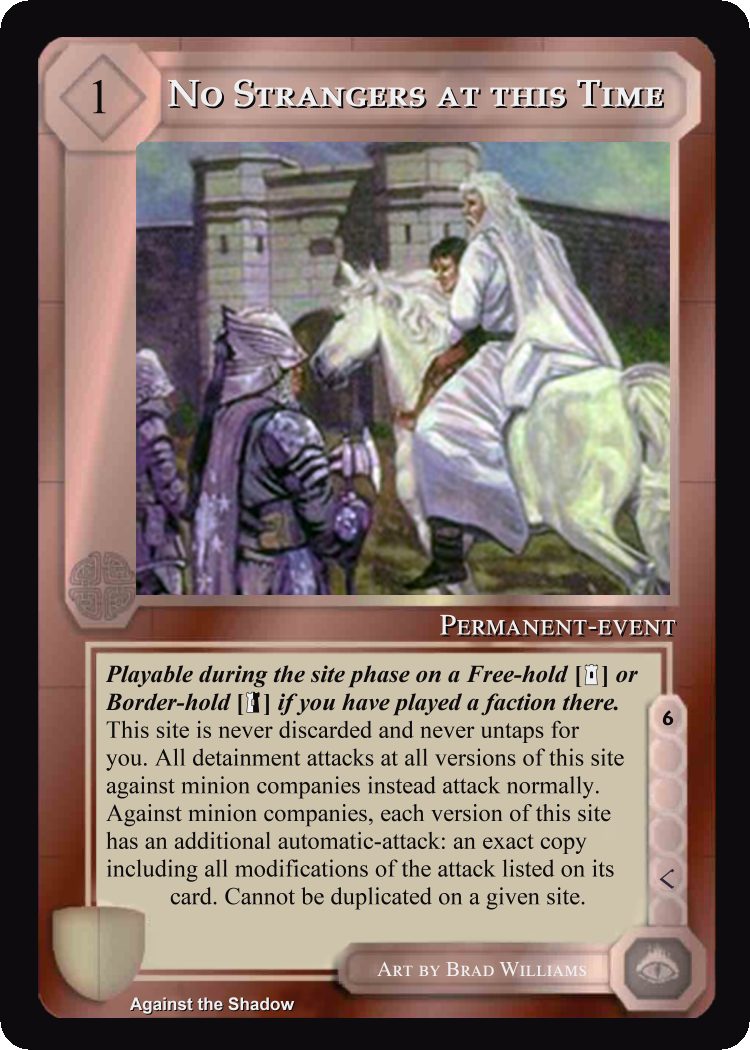 1
No Strangers at this Time
Permanent-event
Playable during the site phase on a Free-hold [] or
Border-hold [] if you have played a faction there.
This site is never discarded and never untaps for
you. All detainment attacks at all versions of this site
against minion companies instead attack normally.
Against minion companies, each version of this site
has an additional automatic-attack: an exact copy
including all modifications of the attack listed on its
card. Cannot be duplicated on a given site.
6
<
Art by Brad Williams
Against the Shadow